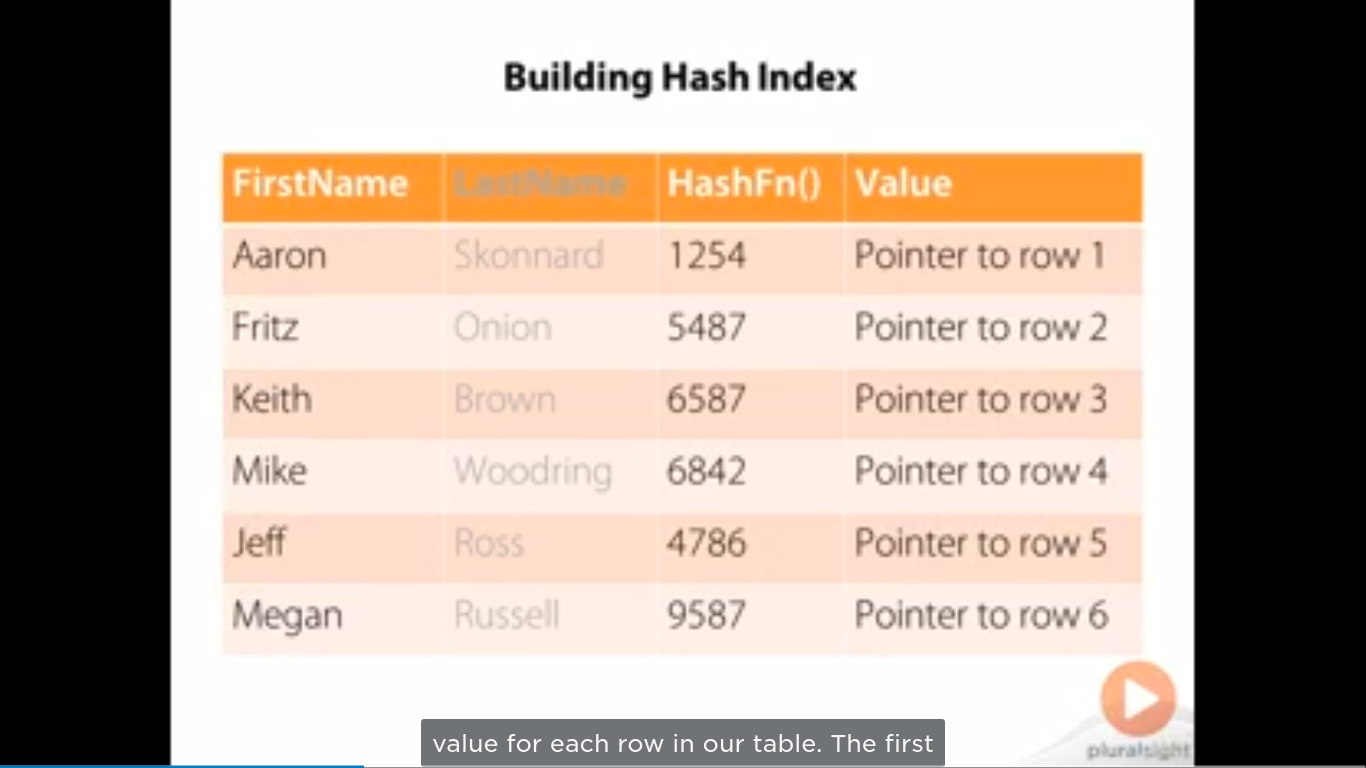 Building Hash Index
FirstName LastName HashFn() Value
Aaron Skonnard 1254 Pointer to row 1
Fritz Onion 5487 Pointer to row 2
Keith Brown 6587 Pointer to row 3
Mike Woodring 6842 Pointer to row 4
Jeff Ross 4786 Pointer to row 5
Megan Russell 9587 Pointer to row 6
pluralsight
value for each row in our table. The first